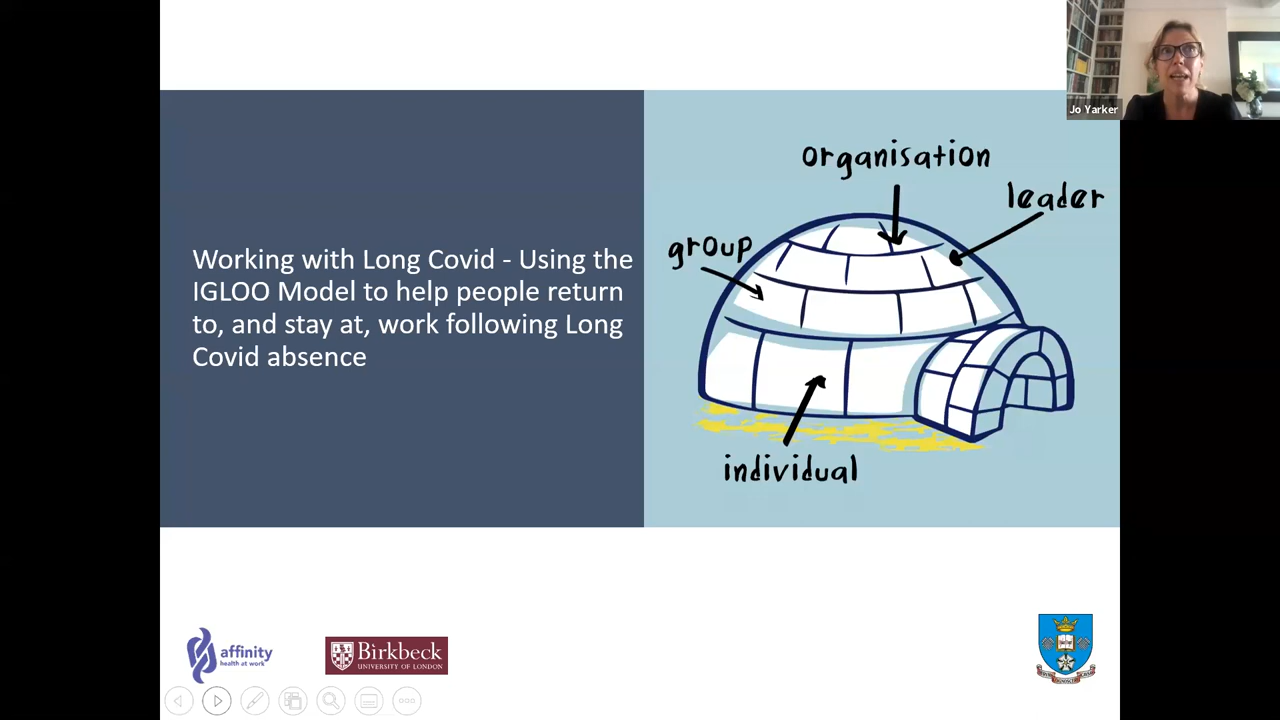 Jo Yarker
organisation
leader
group
Working with Long Covid - Using the
IGLOO Model to help people return
to, and stay at, work following Long
Covid absence
individual
affinity
health at work
Birkbeck
UNIVERSITY OF LONDON